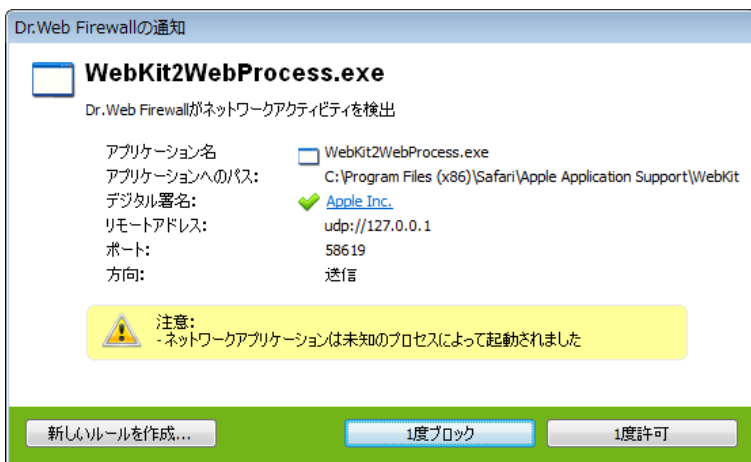 Dr.Web Firewallの通知
WebKit2WebProcess.exe
Dr.Web Firewallがネットワークアクティビティを検出
アプリケーション名 WebKit2WebProcess.exe
アプリケーションへのパス: C:\Program Files (x86)\Safari\Apple Application Support\WebKit
デジタル署名: Apple Inc.
リモートアドレス: udp://127.0.0.1
ポート: 58619
方向: 送信
注意:
- ネットワークアプリケーションは未知のプロセスによって起動されました
新しいルールを作成... 1度ブロック 1度許可